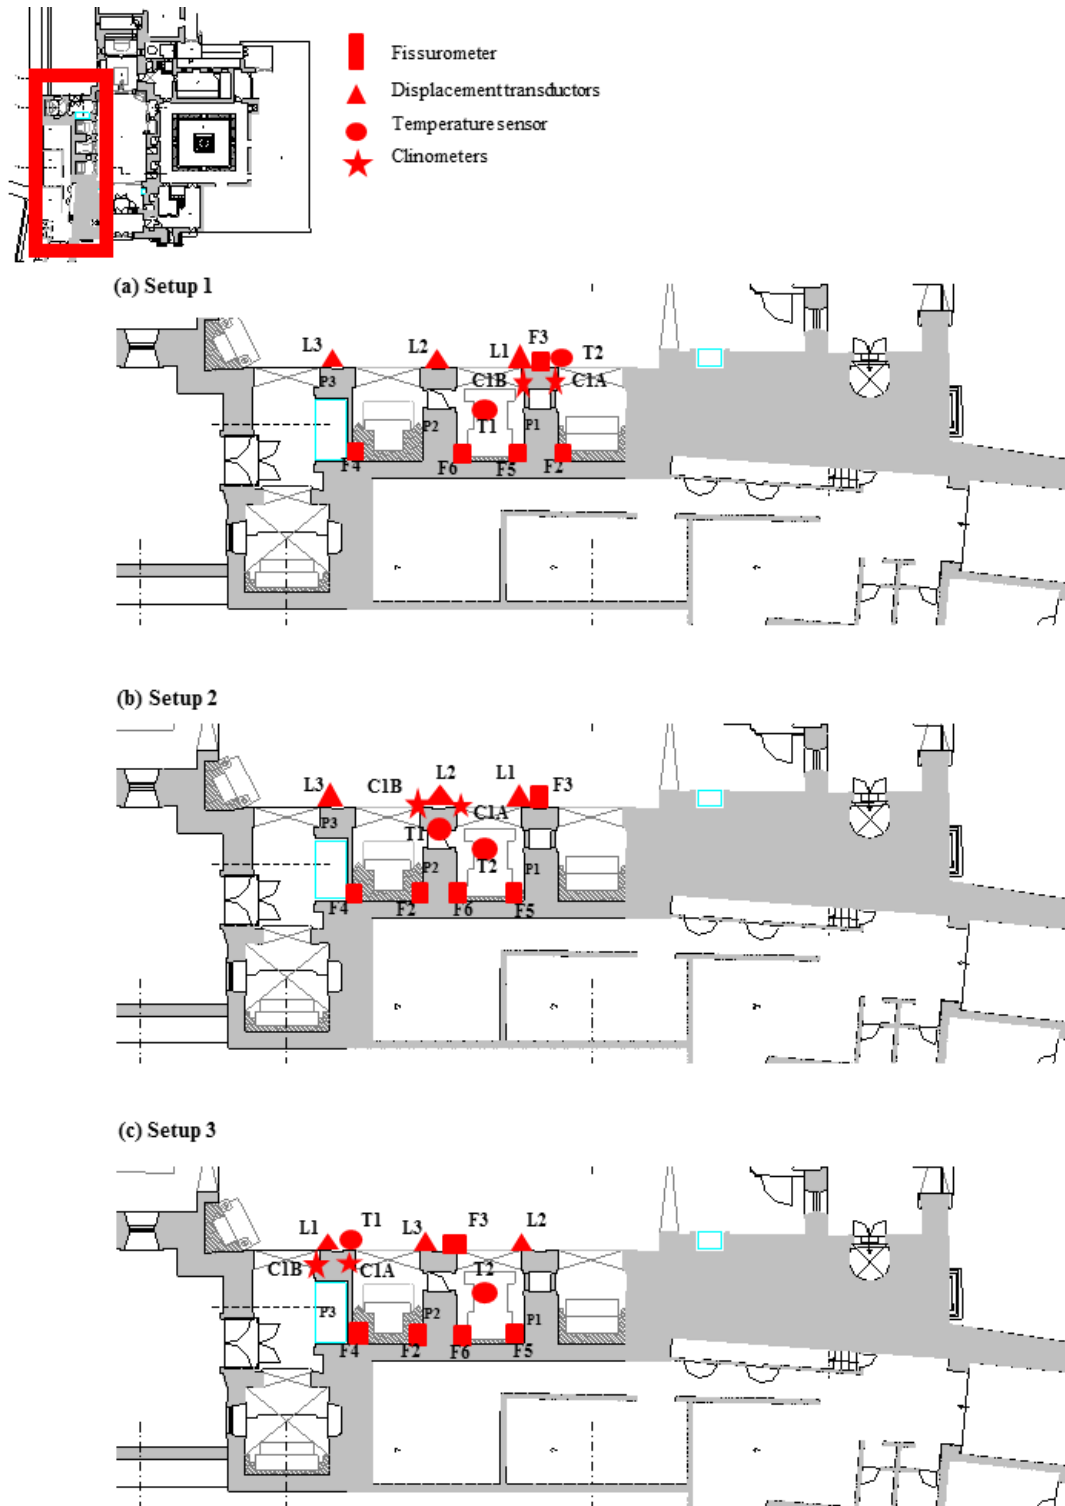 Fissurometer
Displacement transductors
Temperature sensor
Clinometers
(a) Setup 1
L3 L2 L1 F3 T2
P3 C1B C1A
T1
P2 P1
F4 F6 F5 F2
(b) Setup 2
L3 C1B L2 L1 F3
P3 T1 C1A
P2 T2 P1
F4 F2 F6 F5
(c) Setup 3
L1 T1 L3 F3 L2
C1B C1A
T2
P3 P2 P1
F4 F2 F6 F5